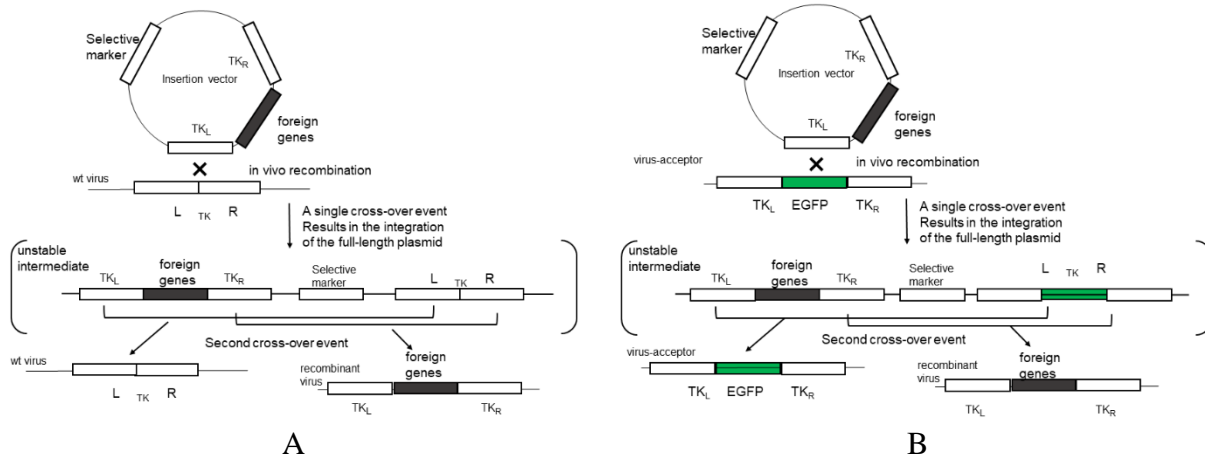 Selective
marker
TKR
Insertion vector
foreign
genes
TKL
in vivo recombination
wt virus
L TK R
A single cross-over event
Results in the integration
of the full-length plasmid
unstable
intermediate
TKL foreign
genes TKR Selective
marker L TK R
Second cross-over event
wt virus
L TK R
recombinant
virus
foreign
genes
TKL TKR
A
Selective
marker
TKR
Insertion vector
foreign
genes
TKL
in vivo recombination
virus-acceptor
TKL EGFP TKR
A single cross-over event
Results in the integration
of the full-length plasmid
unstable
intermediate
TKL foreign
genes TKR Selective
marker L TK R
Second cross-over event
virus-acceptor
TKL EGFP TKR
recombinant
virus
foreign
genes
TKL TKR
B